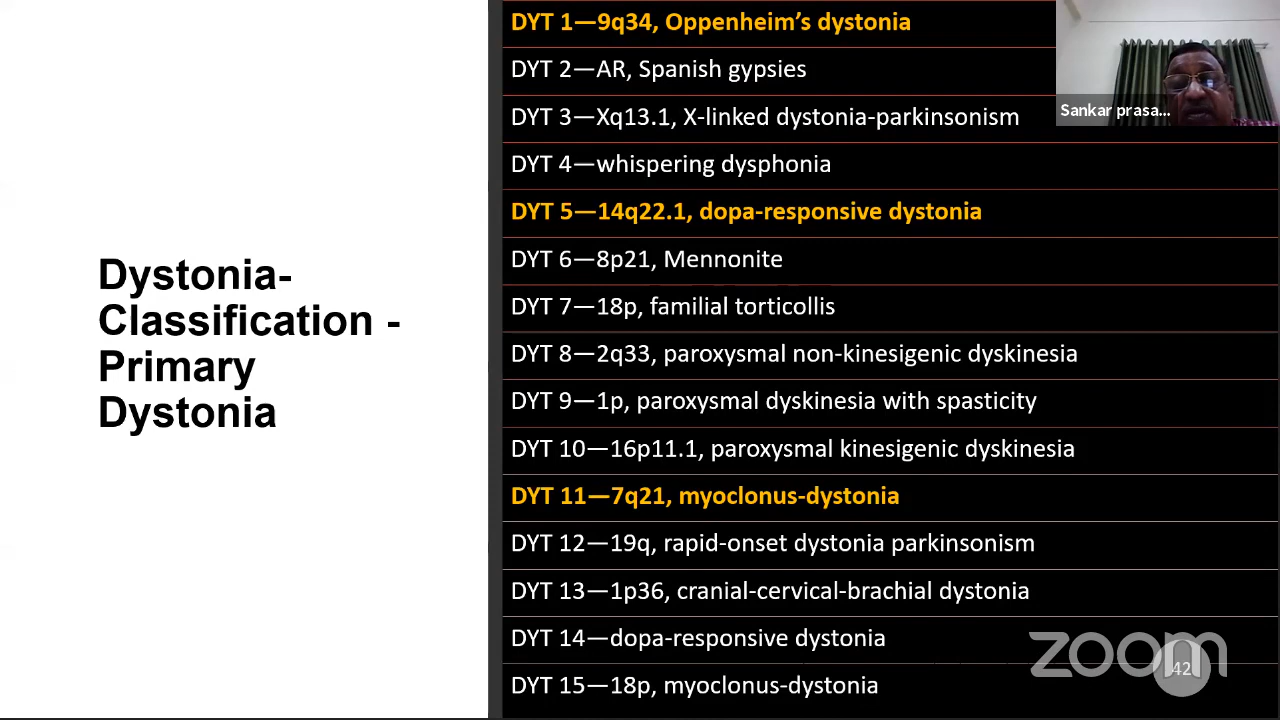 Dystonia-
Classification -
Primary
Dystonia
DYT 1—9q34, Oppenheim’s dystonia
DYT 2—AR, Spanish gypsies
DYT 3—Xq13.1, X-linked dystonia-parkinsonism
DYT 4—whispering dysphonia
DYT 5—14q22.1, dopa-responsive dystonia
DYT 6—8p21, Mennonite
DYT 7—18p, familial torticollis
DYT 8—2q33, paroxysmal non-kinesigenic dyskinesia
DYT 9—1p, paroxysmal dyskinesia with spasticity
DYT 10—16p11.1, paroxysmal kinesigenic dyskinesia
DYT 11—7q21, myoclonus-dystonia
DYT 12—19q, rapid-onset dystonia parkinsonism
DYT 13—1p36, cranial-cervical-brachial dystonia
DYT 14—dopa-responsive dystonia
DYT 15—18p, myoclonus-dystonia
Sankar prasa...
zoom
42